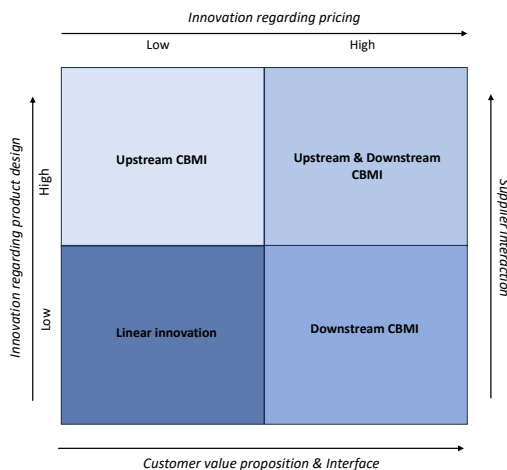 Innovation regarding pricing
Low
High
Innovation regarding product design
High
Low
Upstream CBMI
Upstream & Downstream
CBMI
Supplier Interaction
Linear innovation
Downstream CBMI
Customer value proposition & Interface